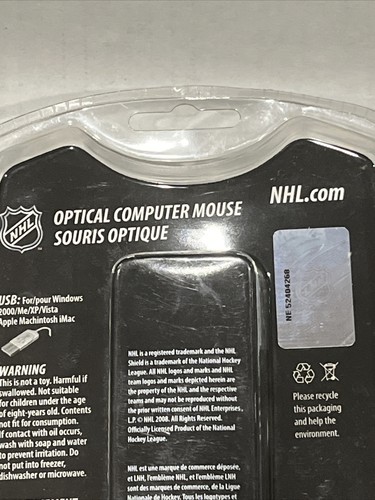 NHL
OPTICAL COMPUTER MOUSE
SOURIS OPTIQUE
NHL.com
USB: For/pour Windows
2000/Me/XP/Vista
Apple Machintosh iMac
WARNING
This is not a toy. Harmful if
swallowed. Not suitable
for children under the age
of eight-years old. Contents
not fit for consumption.
If contact with oil occurs,
wash with soap and water
to prevent irritation. Do
not put into freezer,
dishwasher or microwave.
NHL is a registered trademark and the NHL
Shield is a trademark of the National Hockey
League. All NHL logos and marks and NHL
team logos and marks depicted herein are
the property of the NHL and the respective
teams and may not be reproduced without
the prior written consent of NHL Enterprises,
L.P. © NHL 2008. All Rights Reserved.
Officially Licensed Product of the National
Hockey League.
NHL est une marque de commerce déposée,
et LNH, l'emblème NHL, et l'emblème LNH
sont des marques de commerce, de la Ligue
Nationale de Hockey. Tous les logotypes et
NE 52404268
Please recycle
this packaging
and help the
environment.